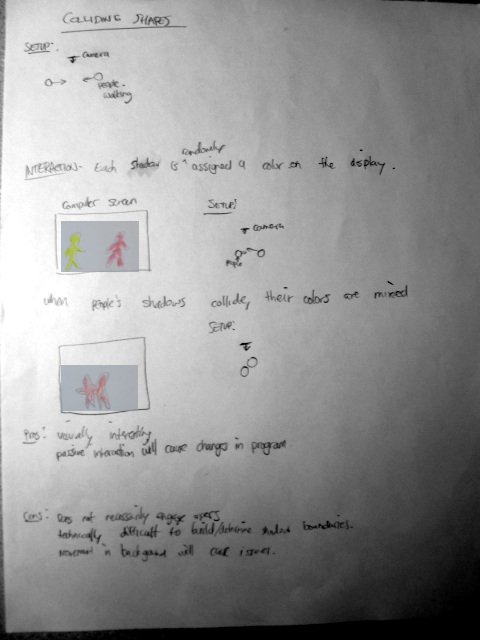 COLLIDING SHAPES
SETUP:
camera
People
walking
randomly
INTERACTION- Each shadow is ^ assigned a color on the display.
Computer screen
SETUP:
camera
People
when people's shadows collide, their colors are mixed
SETUP:
Pros: visually interesting
passive interaction will cause changes in program.
Cons: Does not necessarily engage users
technically difficult to build/determine shadow boundaries.
movement in background will cause issues.